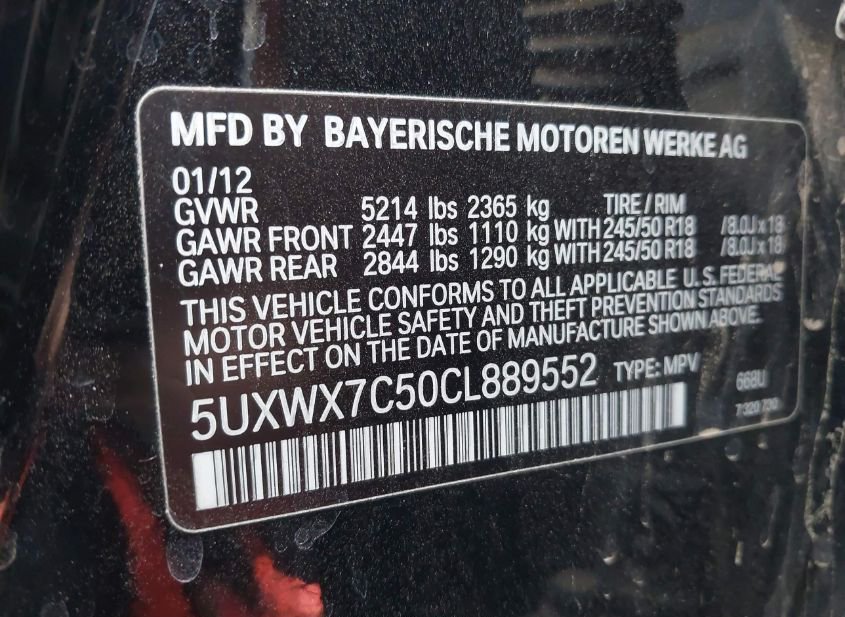 MFD BY BAYERISCHE MOTOREN WERKE AG
01/12
GVWR 5214 lbs 2365 kg TIRE / RIM
GAWR FRONT 2447 lbs 1110 kg WITH 245/50 R18 /8.0J x 18
GAWR REAR 2844 lbs 1290 kg WITH 245/50 R18 /8.0J x 18
THIS VEHICLE CONFORMS TO ALL APPLICABLE U.S. FEDERAL
MOTOR VEHICLE SAFETY AND THEFT PREVENTION STANDARDS
IN EFFECT ON THE DATE OF MANUFACTURE SHOWN ABOVE.
5UXWX7C50CL889552 TYPE: MPV 668U
7 320 730